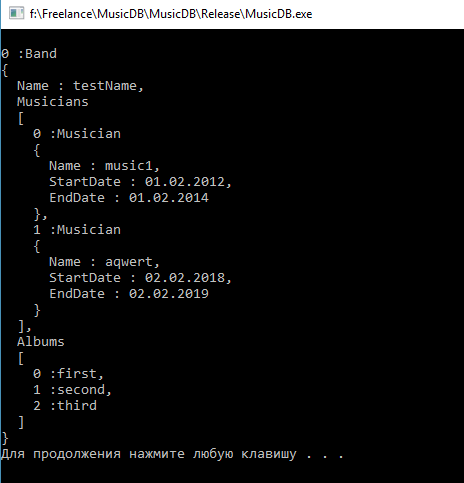 f:\Freelance\MusicDB\MusicDB\Release\MusicDB.exe
0 :Band
{
  Name : testName,
  Musicians
  [
    0 :Musician
    {
      Name : music1,
      StartDate : 01.02.2012,
      EndDate : 01.02.2014
    },
    1 :Musician
    {
      Name : aqwert,
      StartDate : 02.02.2018,
      EndDate : 02.02.2019
    }
  ],
  Albums
  [
    0 :first,
    1 :second,
    2 :third
  ]
}
Для продолжения нажмите любую клавишу . . .